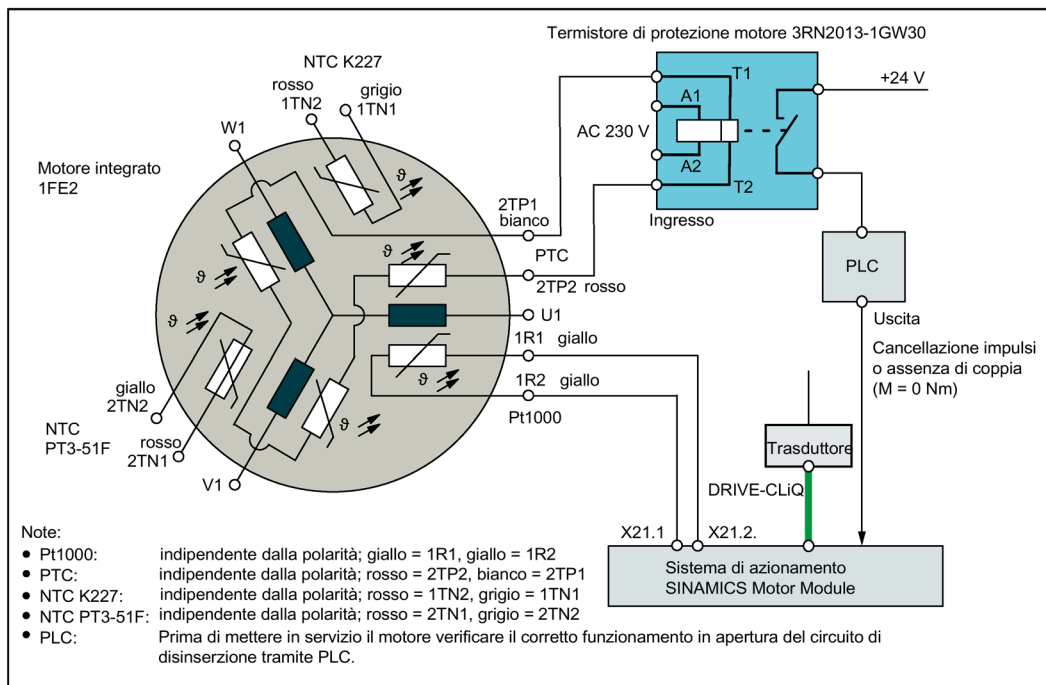 Termistore di protezione motore 3RN2013-1GW30
NTC K227
rosso
1TN2
grigio
1TN1
W1
Motore integrato
1FE2
T1
+24 V
A1
AC 230 V
A2
T2
Ingresso
2TP1
bianco
PTC
2TP2 rosso
U1
1R1 giallo
1R2 giallo
Pt1000
ϑ
ϑ
ϑ
ϑ
ϑ
ϑ
PLC
Uscita
Cancellazione impulsi
o assenza di coppia
(M = 0 Nm)
giallo
2TN2
NTC
PT3-51F
rosso
2TN1
V1
Trasduttore
DRIVE-CLiQ
X21.1
X21.2.
Sistema di azionamento
SINAMICS Motor Module
Note:
• Pt1000: indipendente dalla polarità; giallo = 1R1, giallo = 1R2
• PTC: indipendente dalla polarità; rosso = 2TP2, bianco = 2TP1
• NTC K227: indipendente dalla polarità; rosso = 1TN2, grigio = 1TN1
• NTC PT3-51F: indipendente dalla polarità; rosso = 2TN1, grigio = 2TN2
• PLC: Prima di mettere in servizio il motore verificare il corretto funzionamento in apertura del circuito di
disinserzione tramite PLC.